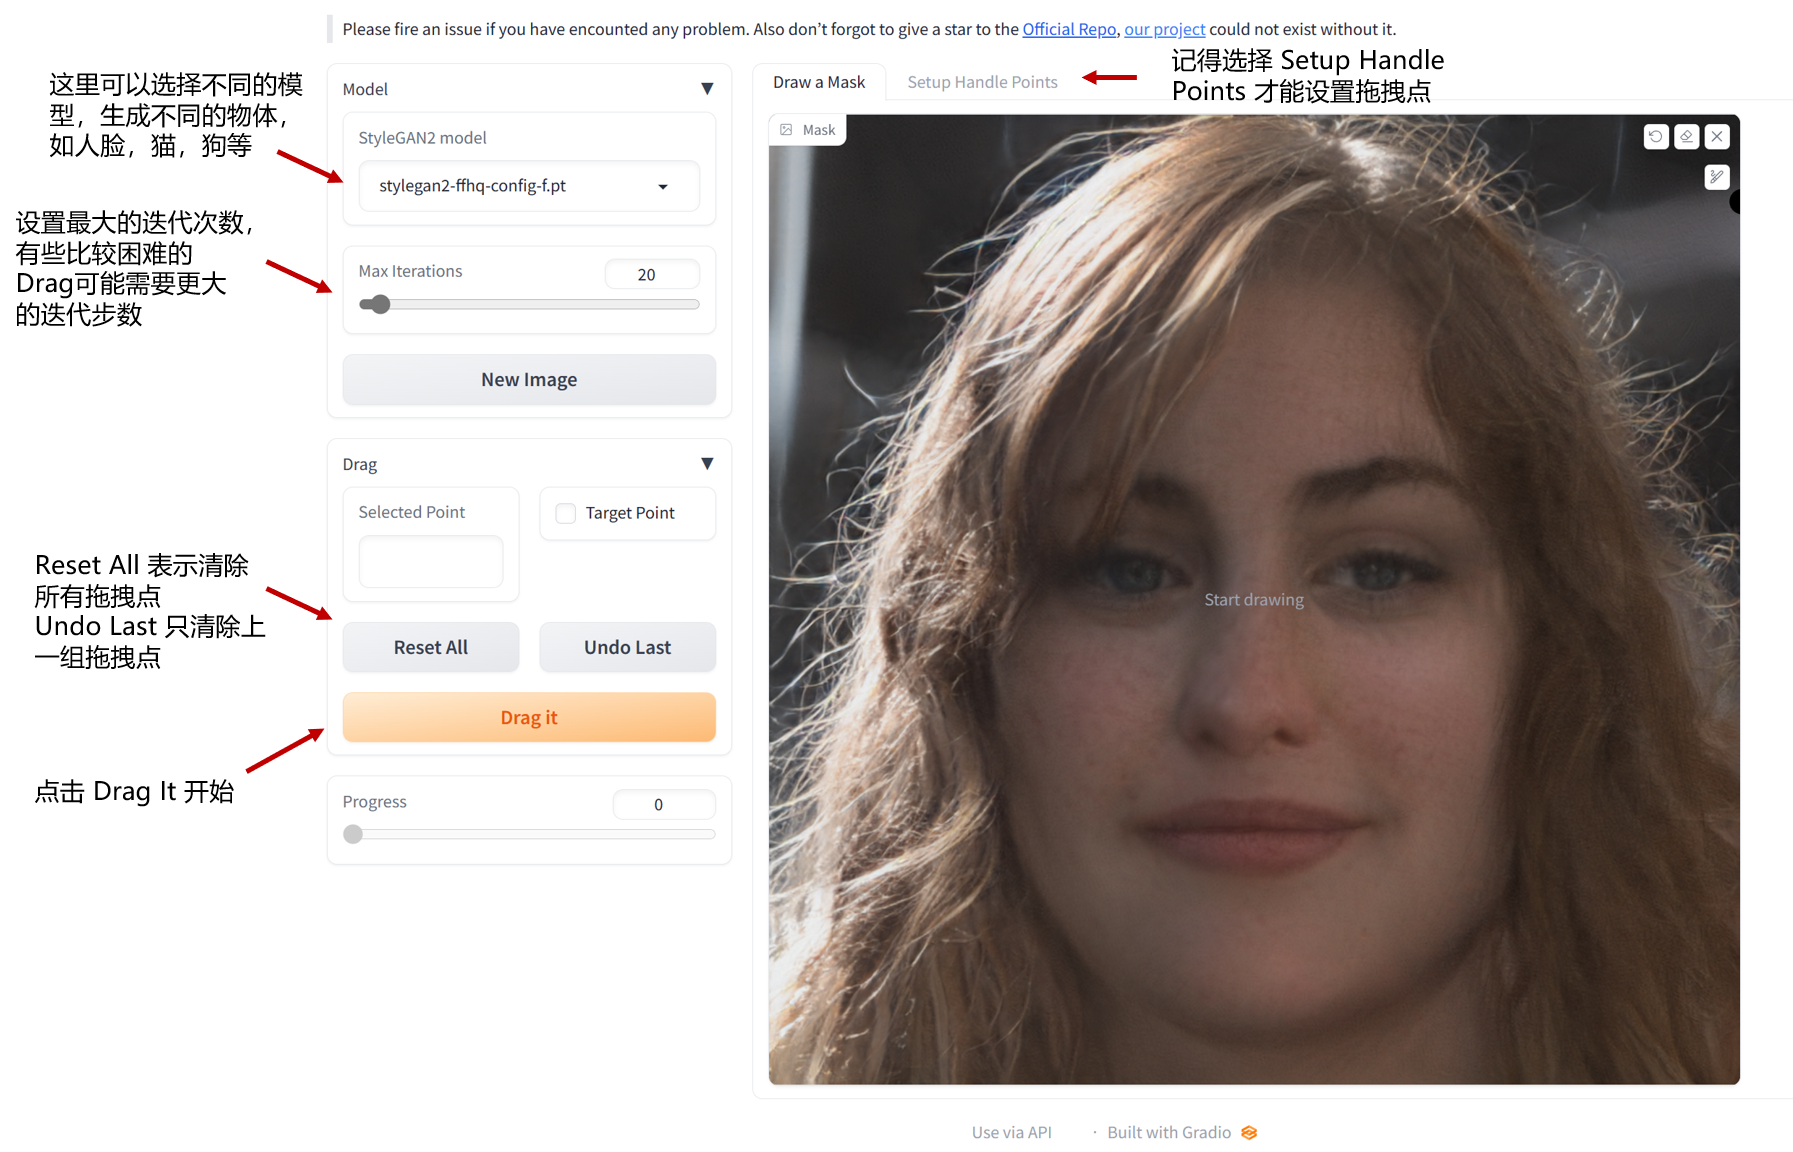 Please fire an issue if you have encountered any problem. Also don't forgot to give a star to the Official Repo, our project could not exist without it.
这里可以选择不同的模
型，生成不同的物体，
如人脸，猫，狗等
设置最大的迭代次数，
有些比较困难的
Drag可能需要更大
的迭代步数
Reset All 表示清除
所有拖拽点
Undo Last 只清除上
一组拖拽点
点击 Drag It 开始
Model
▼
StyleGAN2 model
stylegan2-ffhq-config-f.pt
Max Iterations
20
New Image
Drag
▼
Selected Point
Target Point
Reset All
Undo Last
Drag it
Progress
0
Draw a Mask
Setup Handle Points
记得选择 Setup Handle
Points 才能设置拖拽点
Mask
Start drawing
Use via API
· Built with Gradio